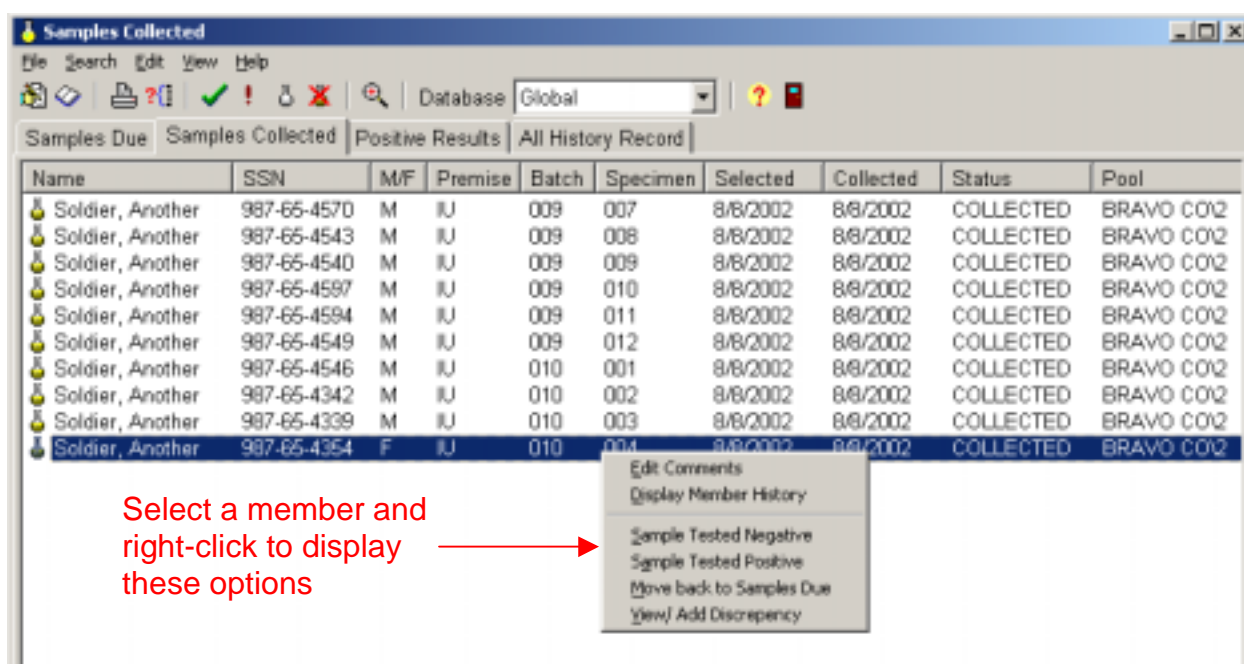 Samples Collected
File Search Edit View Help
Database Global
Samples Due Samples Collected Positive Results All History Record
Name SSN M/F Premise Batch Specimen Selected Collected Status Pool
Soldier, Another 987-65-4570 M IU 009 007 8/8/2002 8/8/2002 COLLECTED BRAVO CO\2
Soldier, Another 987-65-4543 M IU 009 008 8/8/2002 8/8/2002 COLLECTED BRAVO CO\2
Soldier, Another 987-65-4540 M IU 009 009 8/8/2002 8/8/2002 COLLECTED BRAVO CO\2
Soldier, Another 987-65-4597 M IU 009 010 8/8/2002 8/8/2002 COLLECTED BRAVO CO\2
Soldier, Another 987-65-4594 M IU 009 011 8/8/2002 8/8/2002 COLLECTED BRAVO CO\2
Soldier, Another 987-65-4549 M IU 009 012 8/8/2002 8/8/2002 COLLECTED BRAVO CO\2
Soldier, Another 987-65-4546 M IU 010 001 8/8/2002 8/8/2002 COLLECTED BRAVO CO\2
Soldier, Another 987-65-4342 M IU 010 002 8/8/2002 8/8/2002 COLLECTED BRAVO CO\2
Soldier, Another 987-65-4339 M IU 010 003 8/8/2002 8/8/2002 COLLECTED BRAVO CO\2
Soldier, Another 987-65-4354 F IU 010 004 8/8/2002 8/8/2002 COLLECTED BRAVO CO\2
Edit Comments
Display Member History
Sample Tested Negative
Sample Tested Positive
Move back to Samples Due
View/ Add Discrepency
Select a member and
right-click to display
these options